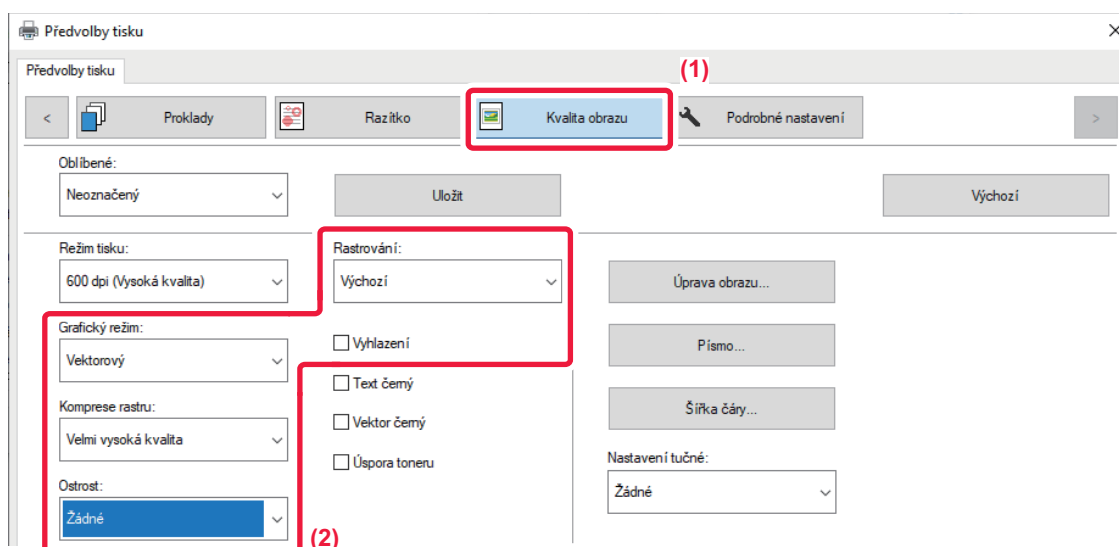 Předvolby tisku
Předvolby tisku
(1)
< Proklady Razítko Kvalita obrazu Podrobné nastavení >
Oblíbené:
Neoznačený Uložit Výchozí
Režim tisku: Rastrování:
600 dpi (Vysoká kvalita) Výchozí Úprava obrazu...
Grafický režim:
Vyhlazení Písmo...
Vektorový
Text černý
Komprese rastru:
Vektor černý Šířka čáry...
Velmi vysoká kvalita
Úspora toneru Nastavení tučné:
Ostrost:
Žádné
Žádné
(2)